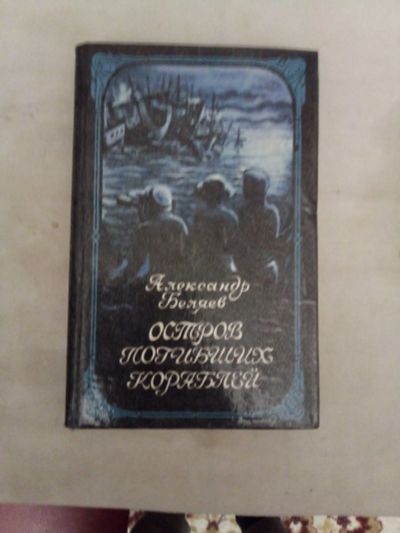 Александр
Беляев
ОСТРОВ
ПОГИБШИХ
КОРАБЛЕЙ